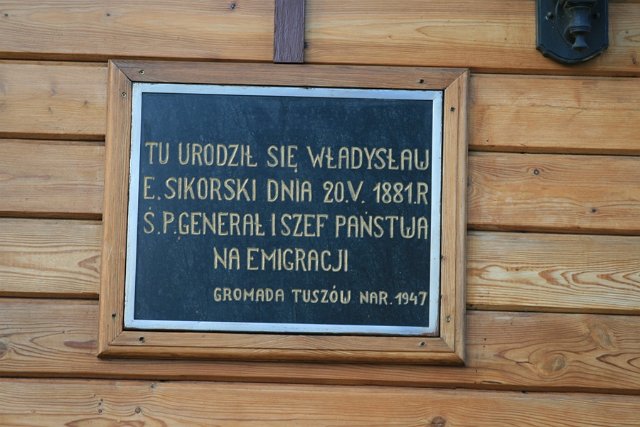 TU URODZIŁ SIĘ WŁADYSŁAW
E. SIKORSKI DNIA 20.V. 1881.R
Ś.P. GENERAŁ I SZEF PAŃSTWA
NA EMIGRACJI
GROMADA TUSZÓW NAR. 1947